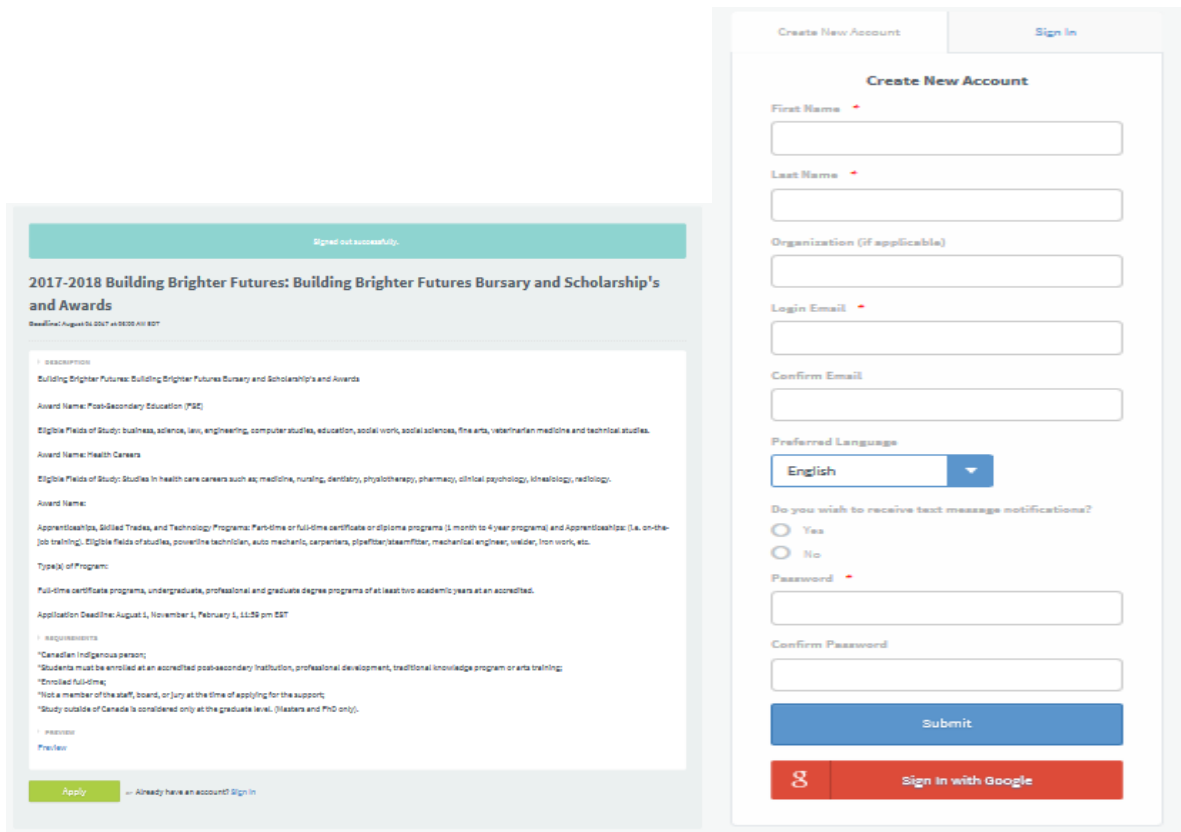 Signed out successfully.
2017-2018 Building Brighter Futures: Building Brighter Futures Bursary and Scholarship's
and Awards
Deadline: August 04 2017 at 05:00 AM EDT
DESCRIPTION
Building Brighter Futures: Building Brighter Futures Bursary and Scholarship's and Awards
Award Name: Post-Secondary Education (PSE)
Eligible Fields of Study: business, science, law, engineering, computer studies, education, social work, social sciences, fine arts, veterinarian medicine and technical studies.
Award Name: Health Careers
Eligible Fields of Study: Studies in health care careers such as; medicine, nursing, dentistry, physiotherapy, pharmacy, clinical psychology, kinesiology, radiology.
Award Name:
Apprenticeships, Skilled Trades, and Technology Programs: Part-time or full-time certificate or diploma programs (1 month to 4 year programs) and Apprenticeships: (i.e. on-the-
job training). Eligible fields of studies, powerline technician, auto mechanic, carpenters, pipefitter/steamfitter, mechanical engineer, welder, iron work, etc.
Type(s) of Program:
Full-time certificate programs, undergraduate, professional and graduate degree programs of at least two academic years at an accredited.
Application Deadline: August 1, November 1, February 1, 11:59 pm EST
REQUIREMENTS
*Canadian Indigenous person;
*Students must be enrolled at an accredited post-secondary institution, professional development, traditional knowledge program or arts training;
*Enrolled full-time;
*Not a member of the staff, board, or jury at the time of applying for the support;
*Study outside of Canada is considered only at the graduate level. (Masters and PhD only).
PREVIEW
Preview
Apply
— Already have an account? Sign In
Create New Account
Sign In
Create New Account
First Name *
Last Name *
Organization (if applicable)
Login Email *
Confirm Email
Preferred Language
English
Do you wish to receive text message notifications?
Yes
No
Password *
Confirm Password
Submit
8 Sign In with Google